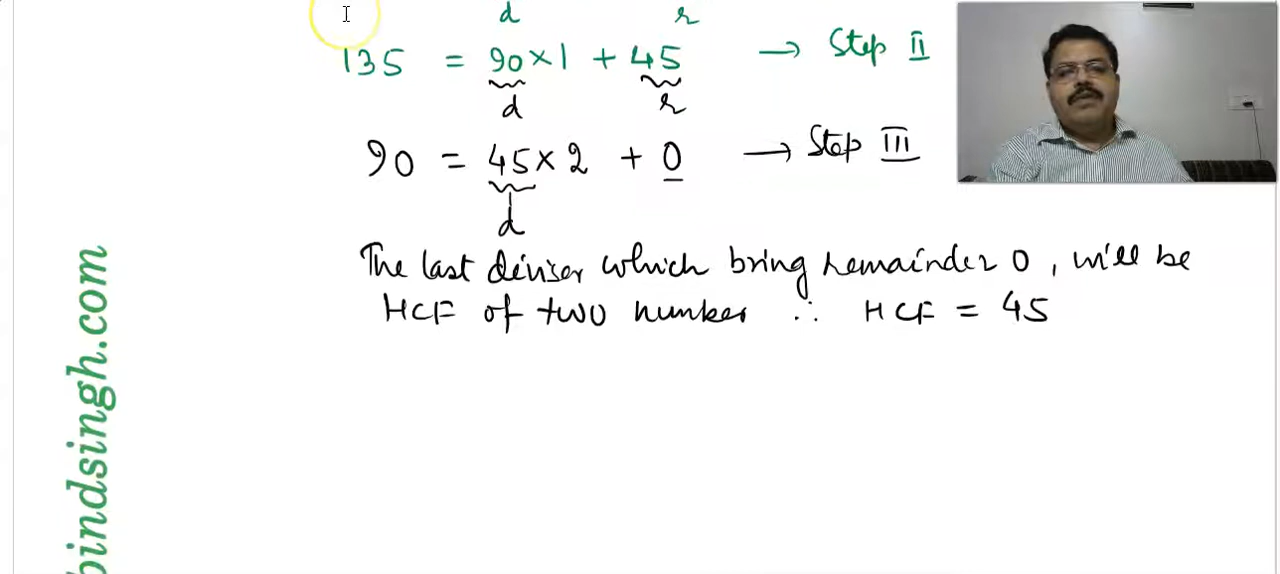 d r
135 = 90 × 1 + 45 → Step II
d r
90 = 45 × 2 + 0 → Step III
d
The last divisor which bring remainder 0, will be
HCF of two number ∴ HCF = 45
bindsingh.com